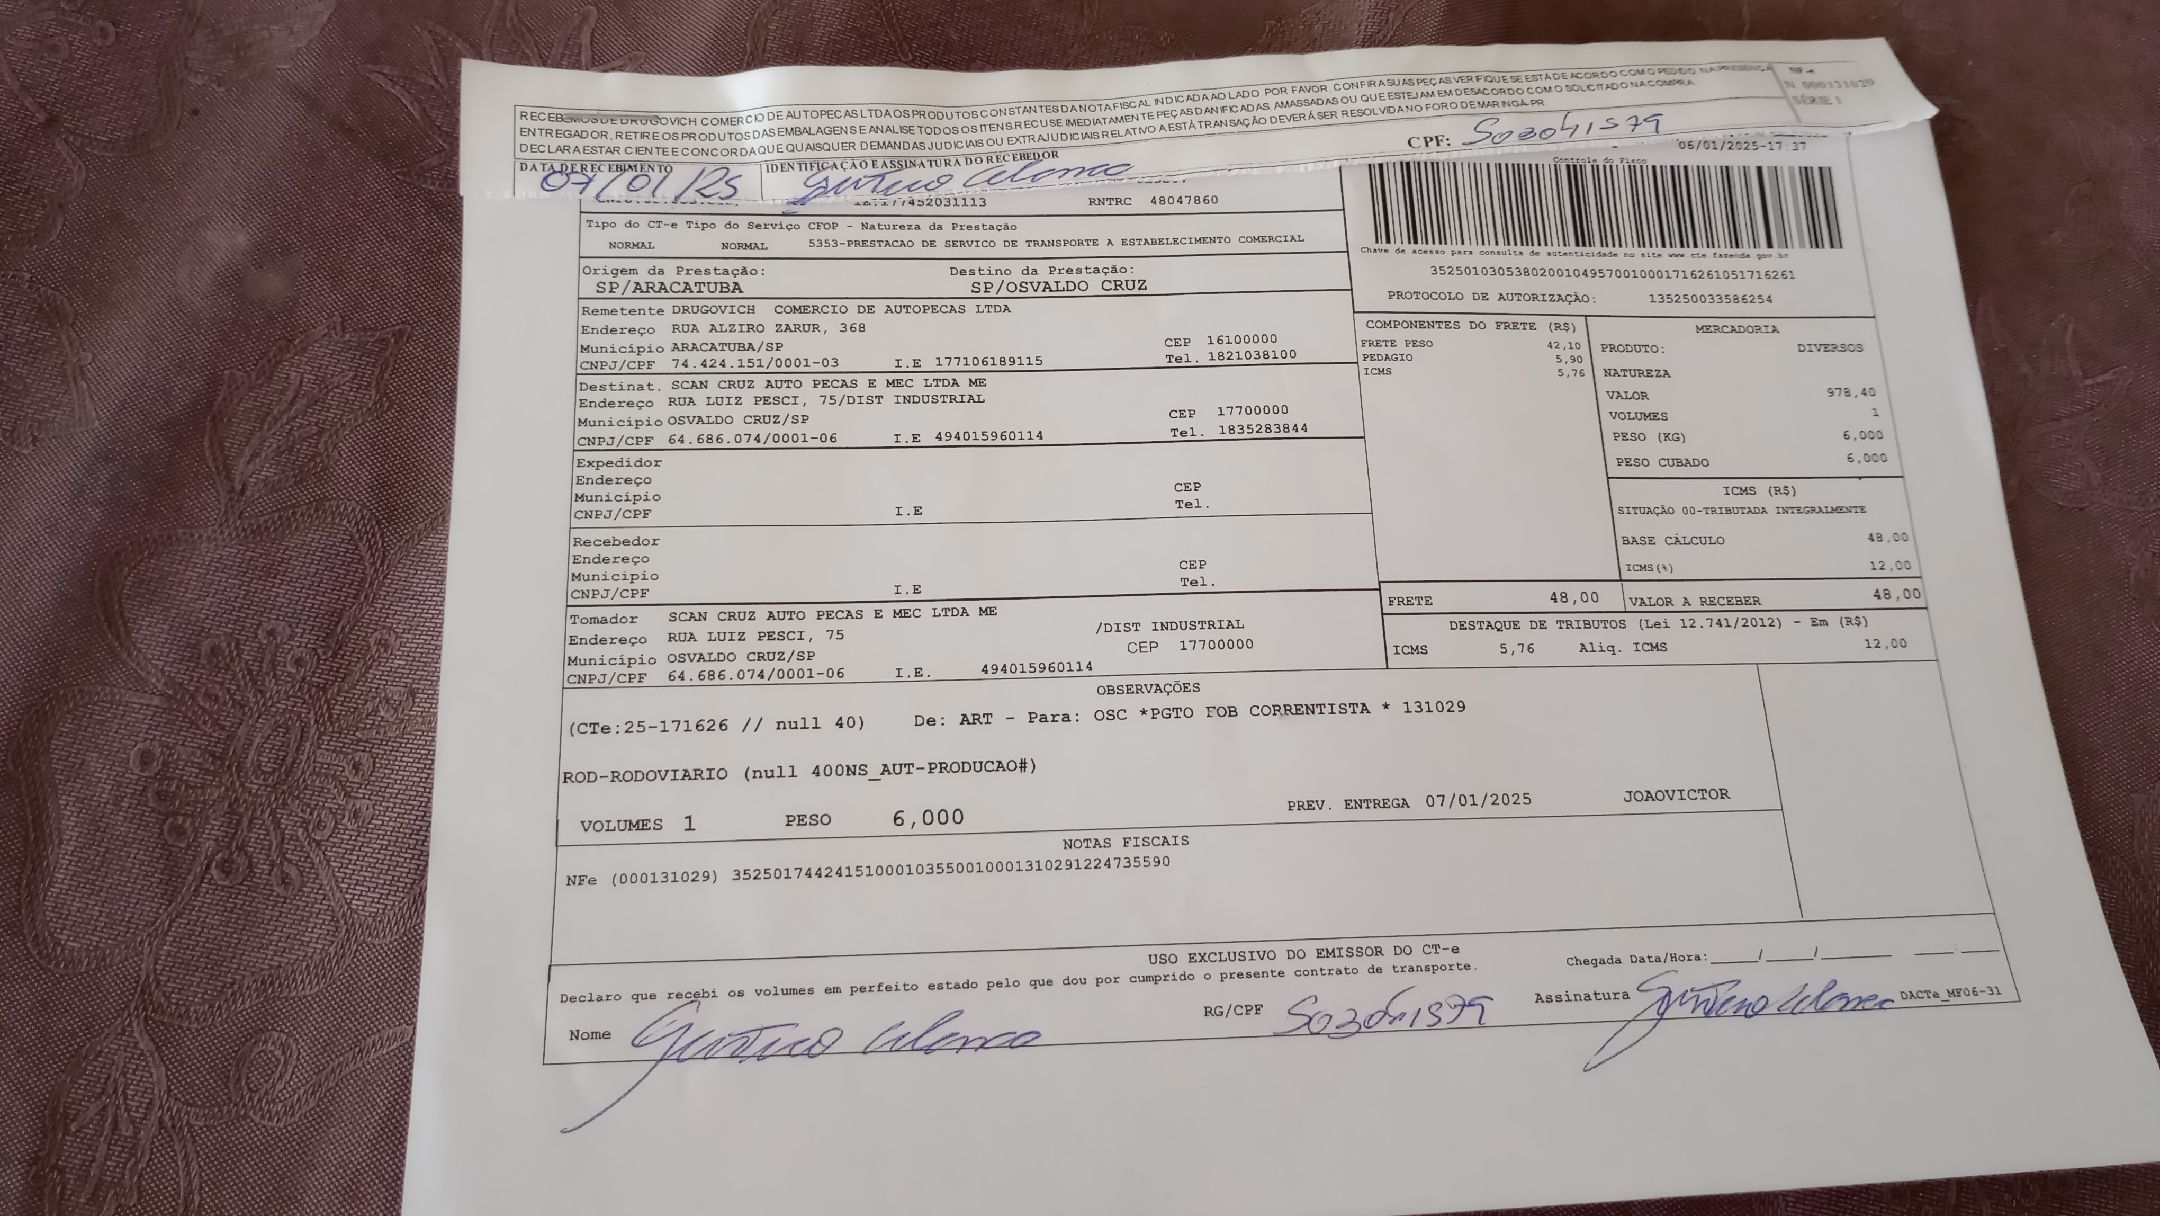 RECEBEMOS DE DRUGOVICH COMERCIO DE AUTOPECAS LTDA OS PRODUTOS CONSTANTES DA NOTA FISCAL INDICADA AO LADO. POR FAVOR, CONFIRA SUAS PEÇAS VERIFIQUE SE ESTÁ DE ACORDO COM O PEDIDO NA PRESENÇA
ENTREGADOR, RETIRE OS PRODUTOS DAS EMBALAGENS E ANALISE TODOS OS ITENS RECUSE IMEDIATAMENTE PEÇAS DANIFICADAS, AMASSADAS OU QUE ESTEJAM EM DESACORDO COM O SOLICITADO NA COMPRA
DECLARA ESTAR CIENTE E CONCORDA QUE QUAISQUER DEMANDAS JUDICIAIS OU EXTRAJUDICIAIS RELATIVO A ESTÁ TRANSAÇÃO DEVERÁ SER RESOLVIDA NO FORO DE MARINGÁ-PR
NF-e
N. 000131029
SÉRIE 1
CPF: 503041579
DATA DE RECEBIMENTO
07/01/25
IDENTIFICAÇÃO E ASSINATURA DO RECEBEDOR
06/01/2025-17:37
Controle do Fisco
177452031113 RNTRC 48047860
Tipo do CT-e Tipo do Serviço CFOP - Natureza da Prestação
NORMAL NORMAL 5353-PRESTACAO DE SERVICO DE TRANSPORTE A ESTABELECIMENTO COMERCIAL
Chave de acesso para consulta de autenticidade no site www cte fazenda gov br
35250103053802001049570010001716261051716261
PROTOCOLO DE AUTORIZAÇÃO: 135250033586254
Origem da Prestação: Destino da Prestação:
SP/ARACATUBA SP/OSVALDO CRUZ
Remetente DRUGOVICH COMERCIO DE AUTOPECAS LTDA
Endereço RUA ALZIRO ZARUR, 368
Município ARACATUBA/SP CEP 16100000
CNPJ/CPF 74.424.151/0001-03 I.E 177106189115 Tel. 1821038100
Destinat. SCAN CRUZ AUTO PECAS E MEC LTDA ME
Endereço RUA LUIZ PESCI, 75/DIST INDUSTRIAL
Município OSVALDO CRUZ/SP CEP 17700000
CNPJ/CPF 64.686.074/0001-06 I.E 494015960114 Tel. 1835283844
Expedidor
Endereço
Município CEP
CNPJ/CPF I.E Tel.
Recebedor
Endereço
Município CEP
CNPJ/CPF I.E Tel.
Tomador SCAN CRUZ AUTO PECAS E MEC LTDA ME
Endereço RUA LUIZ PESCI, 75 /DIST INDUSTRIAL
Município OSVALDO CRUZ/SP CEP 17700000
CNPJ/CPF 64.686.074/0001-06 I.E. 494015960114
COMPONENTES DO FRETE (R$)
FRETE PESO 42,10
PEDAGIO 5,90
ICMS 5,76
MERCADORIA
PRODUTO: DIVERSOS
NATUREZA
VALOR 978,40
VOLUMES 1
PESO (KG) 6,000
PESO CUBADO 6,000
ICMS (R$)
SITUAÇÃO 00-TRIBUTADA INTEGRALMENTE
BASE CÁLCULO 48,00
ICMS(%) 12,00
FRETE 48,00 VALOR A RECEBER 48,00
DESTAQUE DE TRIBUTOS (Lei 12.741/2012) - Em (R$)
ICMS 5,76 Aliq. ICMS 12,00
OBSERVAÇÕES
(CTe:25-171626 // null 40) De: ART - Para: OSC *PGTO FOB CORRENTISTA * 131029
ROD-RODOVIARIO (null 400NS_AUT-PRODUCAO#)
VOLUMES 1 PESO 6,000 PREV. ENTREGA 07/01/2025 JOAOVICTOR
NOTAS FISCAIS
NFe (000131029) 35250174424151000103550010001310291224735590
USO EXCLUSIVO DO EMISSOR DO CT-e
Declaro que recebi os volumes em perfeito estado pelo que dou por cumprido o presente contrato de transporte.
Chegada Data/Hora:____/____/______ ____:____
Nome RG/CPF 503041579 Assinatura DACTe_MF06-31